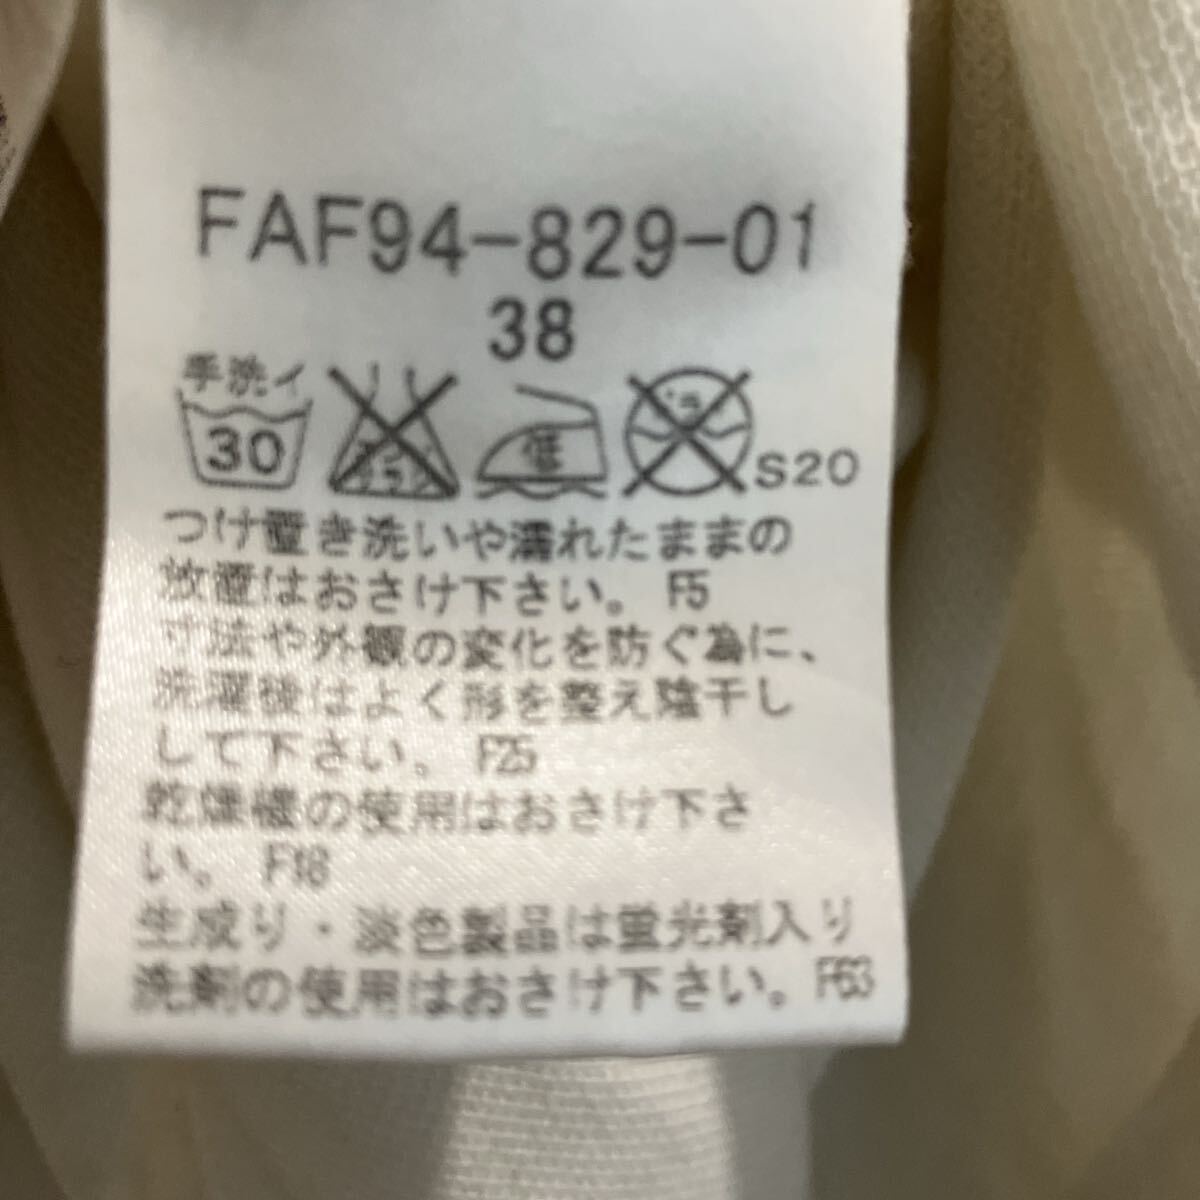 FAF94-829-01
38
手洗イ
30 低 S20
つけ置き洗いや濡れたままの
放置はおさけ下さい。 F5
寸法や外観の変化を防ぐ為に、
洗濯後はよく形を整え陰干し
して下さい。 F25
乾燥機の使用はおさけ下さ
い。 F18
生成り・淡色製品は蛍光剤入り
洗剤の使用はおさけ下さい。F63